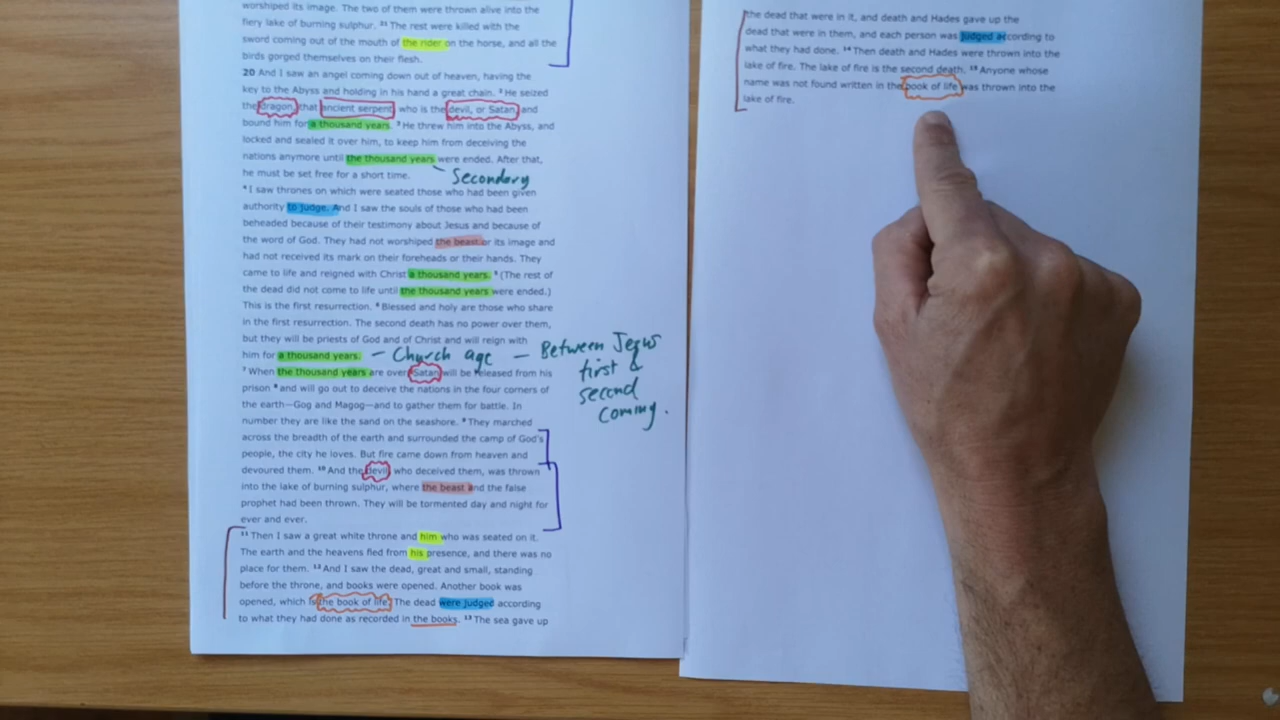 worshiped its image. The two of them were thrown alive into the
fiery lake of burning sulphur. 21 The rest were killed with the
sword coming out of the mouth of the rider on the horse, and all the
birds gorged themselves on their flesh.
20 And I saw an angel coming down out of heaven, having the
key to the Abyss and holding in his hand a great chain. 2 He seized
the dragon, that ancient serpent, who is the devil, or Satan, and
bound him for a thousand years. 3 He threw him into the Abyss, and
locked and sealed it over him, to keep him from deceiving the
nations anymore until the thousand years were ended. After that,
he must be set free for a short time.
Secondary
4 I saw thrones on which were seated those who had been given
authority to judge. And I saw the souls of those who had been
beheaded because of their testimony about Jesus and because of
the word of God. They had not worshiped the beast or its image and
had not received its mark on their foreheads or their hands. They
came to life and reigned with Christ a thousand years. 5 (The rest of
the dead did not come to life until the thousand years were ended.)
This is the first resurrection. 6 Blessed and holy are those who share
in the first resurrection. The second death has no power over them,
but they will be priests of God and of Christ and will reign with
him for a thousand years. – Church age – Between Jesus
first &
second
coming.
7 When the thousand years are over, Satan will be released from his
prison 8 and will go out to deceive the nations in the four corners of
the earth—Gog and Magog—and to gather them for battle. In
number they are like the sand on the seashore. 9 They marched
across the breadth of the earth and surrounded the camp of God's
people, the city he loves. But fire came down from heaven and
devoured them. 10 And the devil, who deceived them, was thrown
into the lake of burning sulphur, where the beast and the false
prophet had been thrown. They will be tormented day and night for
ever and ever.
11 Then I saw a great white throne and him who was seated on it.
The earth and the heavens fled from his presence, and there was no
place for them. 12 And I saw the dead, great and small, standing
before the throne, and books were opened. Another book was
opened, which is the book of life. The dead were judged according
to what they had done as recorded in the books. 13 The sea gave up
the dead that were in it, and death and Hades gave up the
dead that were in them, and each person was judged according to
what they had done. 14 Then death and Hades were thrown into the
lake of fire. The lake of fire is the second death. 15 Anyone whose
name was not found written in the book of life was thrown into the
lake of fire.